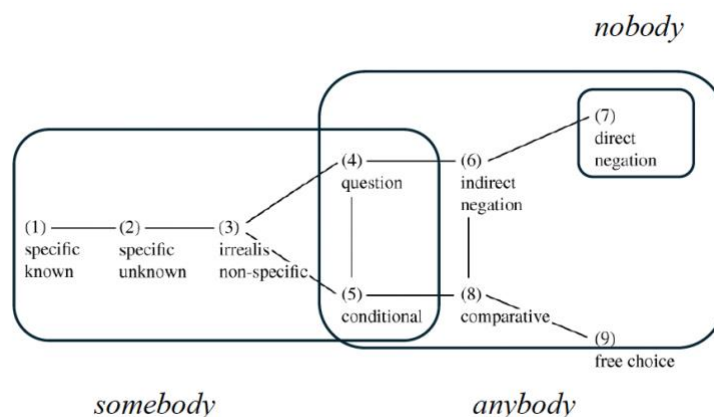 nobody
(7)
direct
negation
(4)
question
(6)
indirect
negation
(1)
specific
known
(2)
specific
unknown
(3)
irrealis
non-specific
(5)
conditional
(8)
comparative
(9)
free choice
somebody
anybody